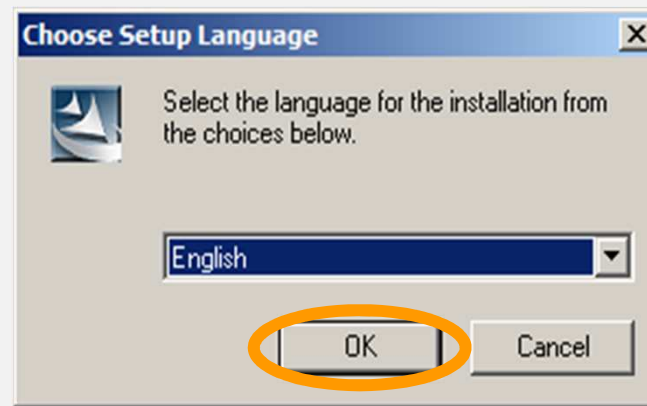 Choose Setup Language
Select the language for the installation from
the choices below.
English
OK
Cancel